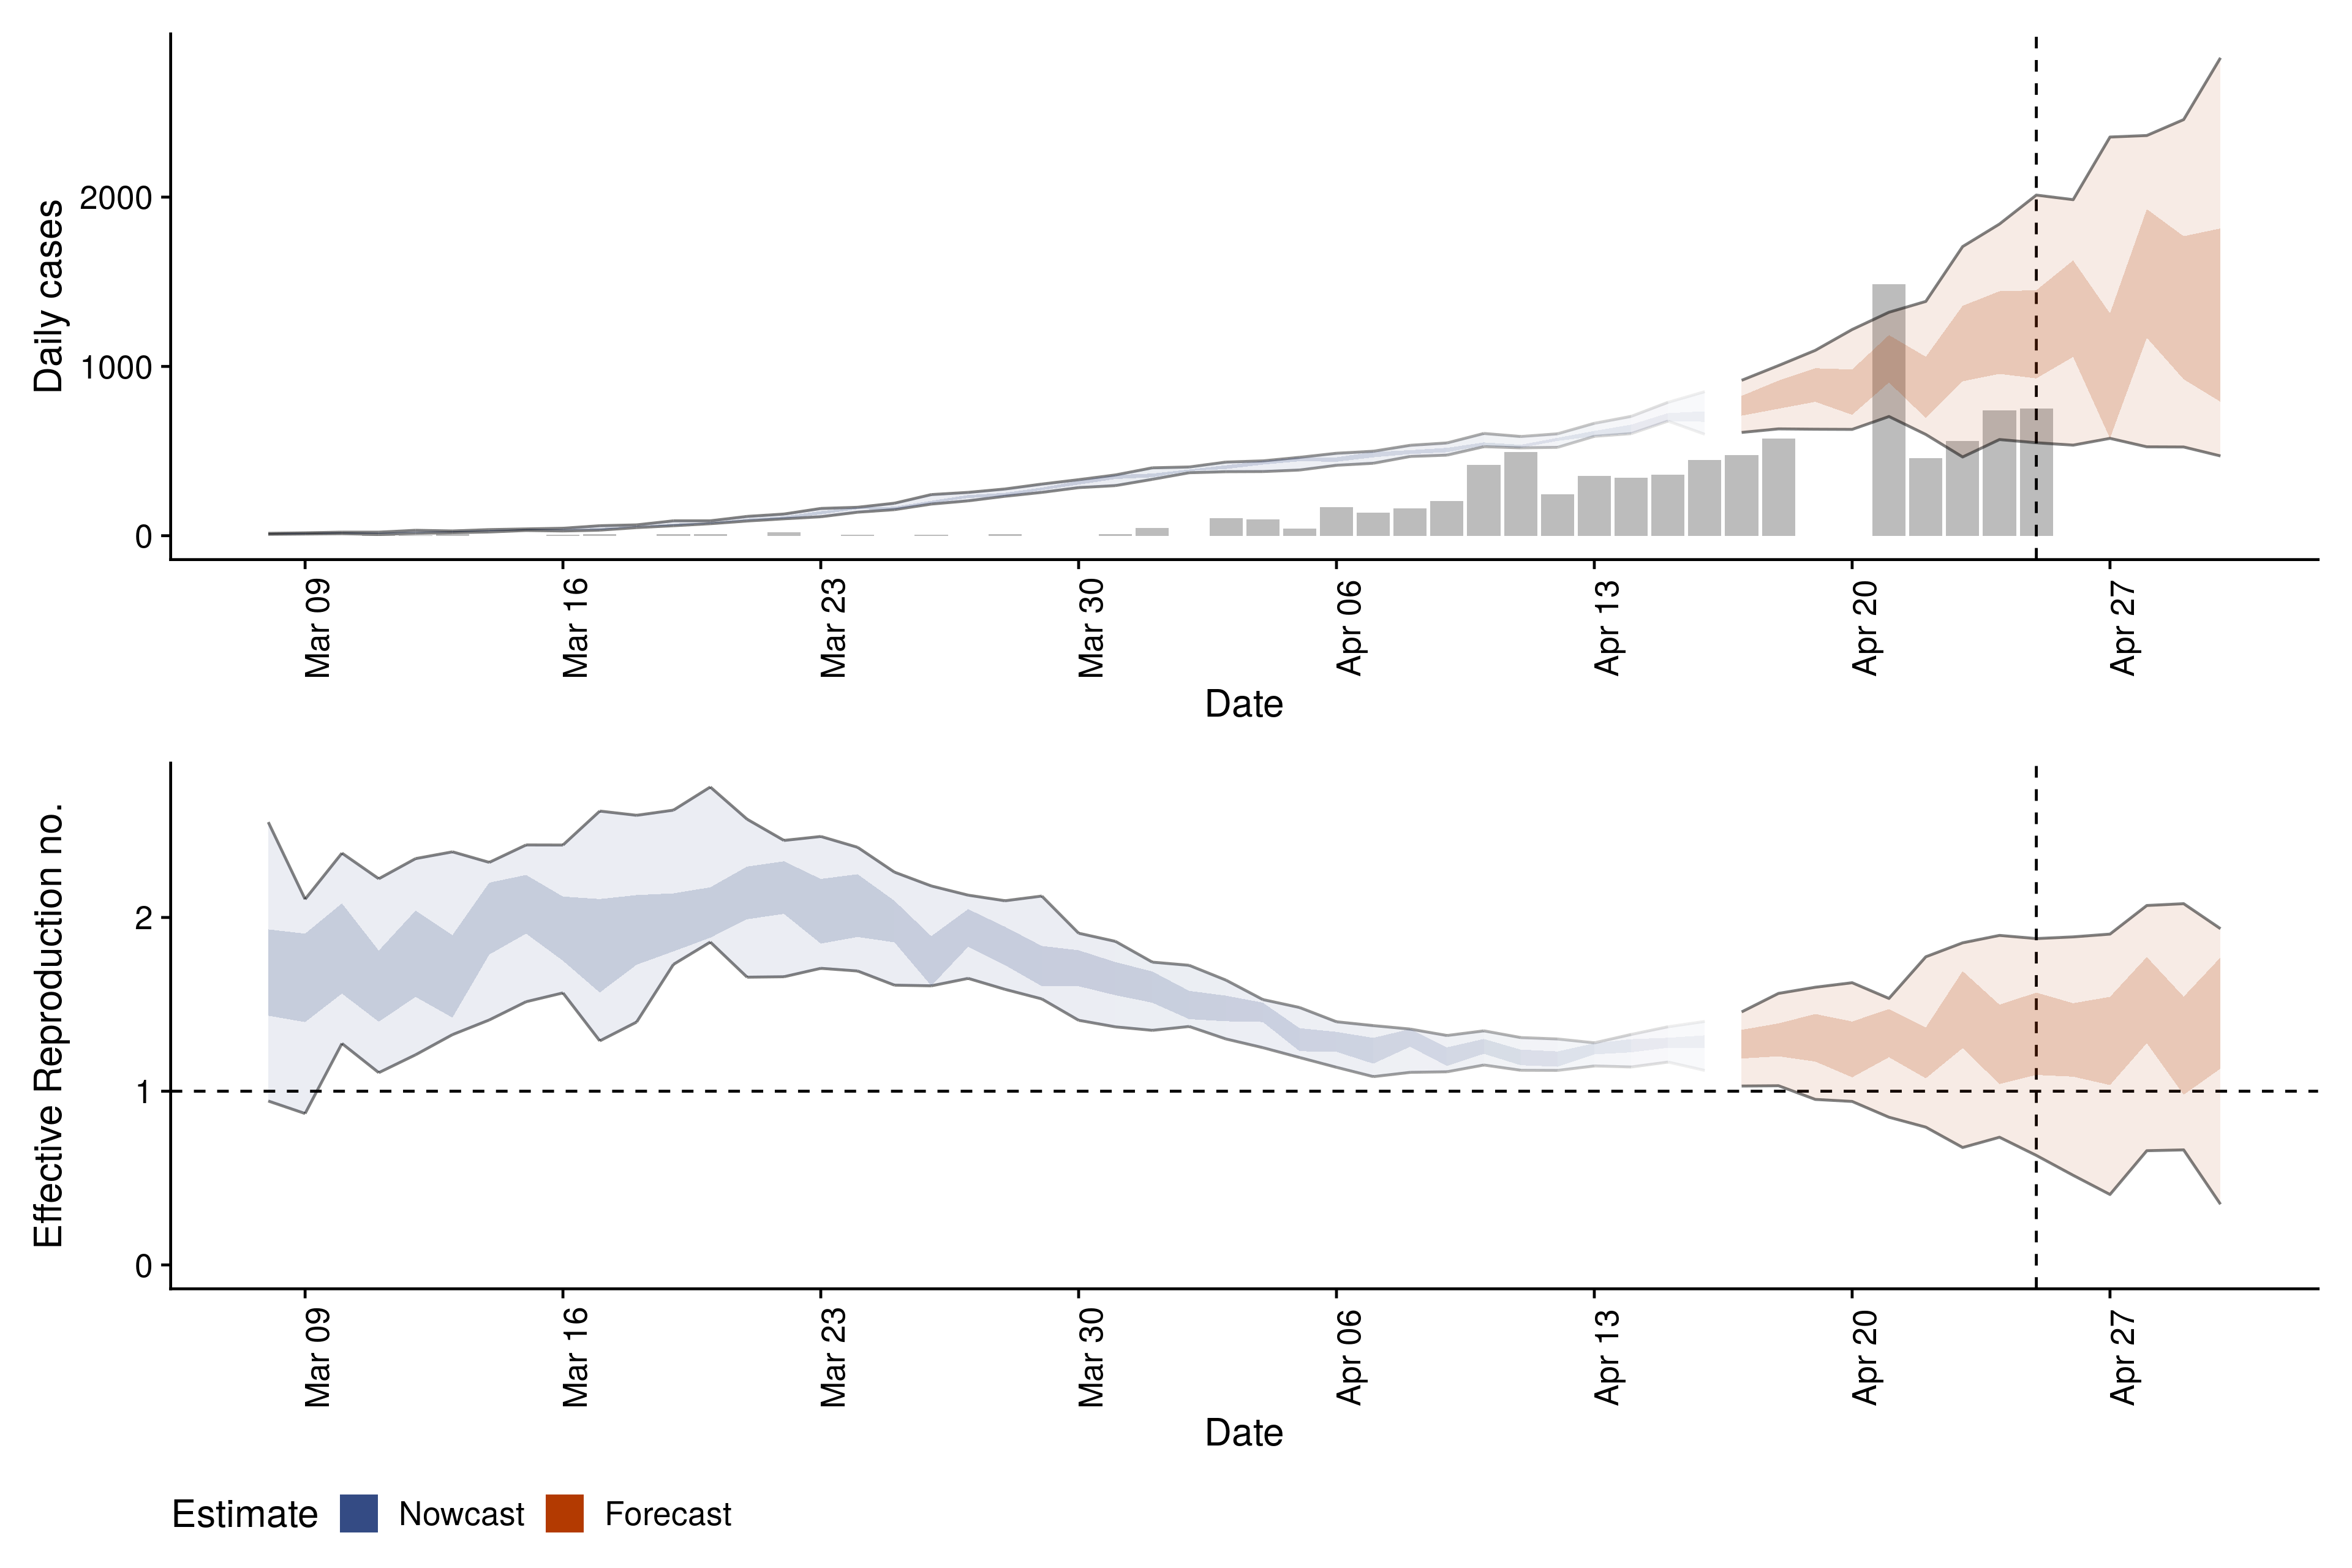 Daily cases
2000
1000
0
Mar 09
Mar 16
Mar 23
Mar 30
Apr 06
Apr 13
Apr 20
Apr 27
Date
Effective Reproduction no.
2
1
0
Mar 09
Mar 16
Mar 23
Mar 30
Apr 06
Apr 13
Apr 20
Apr 27
Date
Estimate Nowcast Forecast